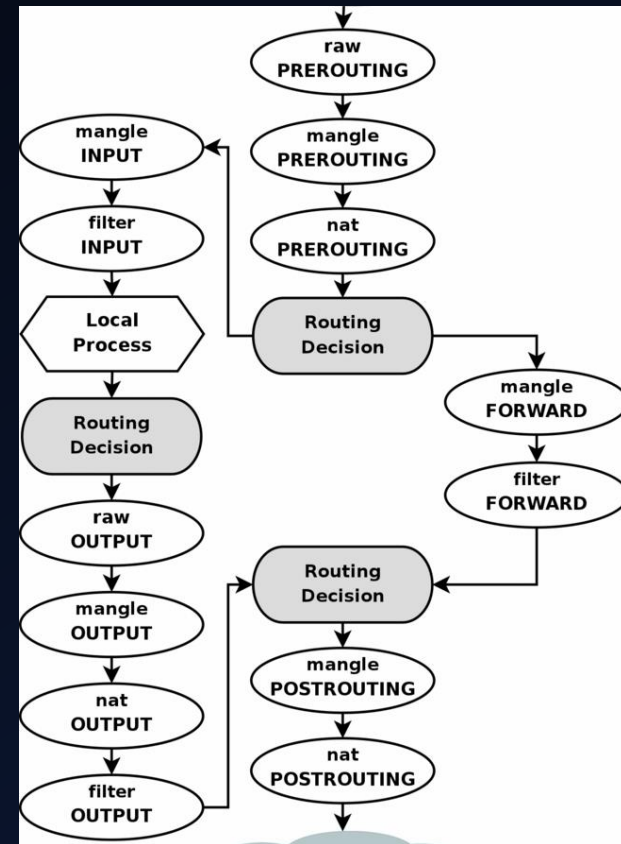 raw
PREROUTING
mangle
PREROUTING
nat
PREROUTING
Routing
Decision
mangle
INPUT
filter
INPUT
Local
Process
Routing
Decision
raw
OUTPUT
mangle
OUTPUT
nat
OUTPUT
filter
OUTPUT
mangle
FORWARD
filter
FORWARD
Routing
Decision
mangle
POSTROUTING
nat
POSTROUTING